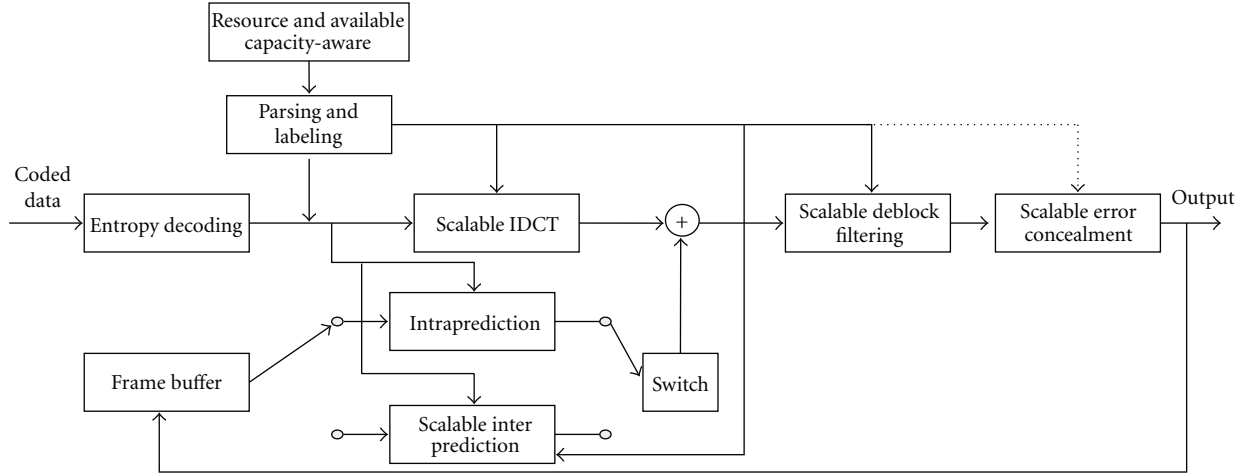 Resource and available
capacity-aware
Parsing and
labeling
Coded
data
Entropy decoding
Scalable IDCT
+
Scalable deblock
filtering
Scalable error
concealment
Output
Intraprediction
Frame buffer
Switch
Scalable inter
prediction